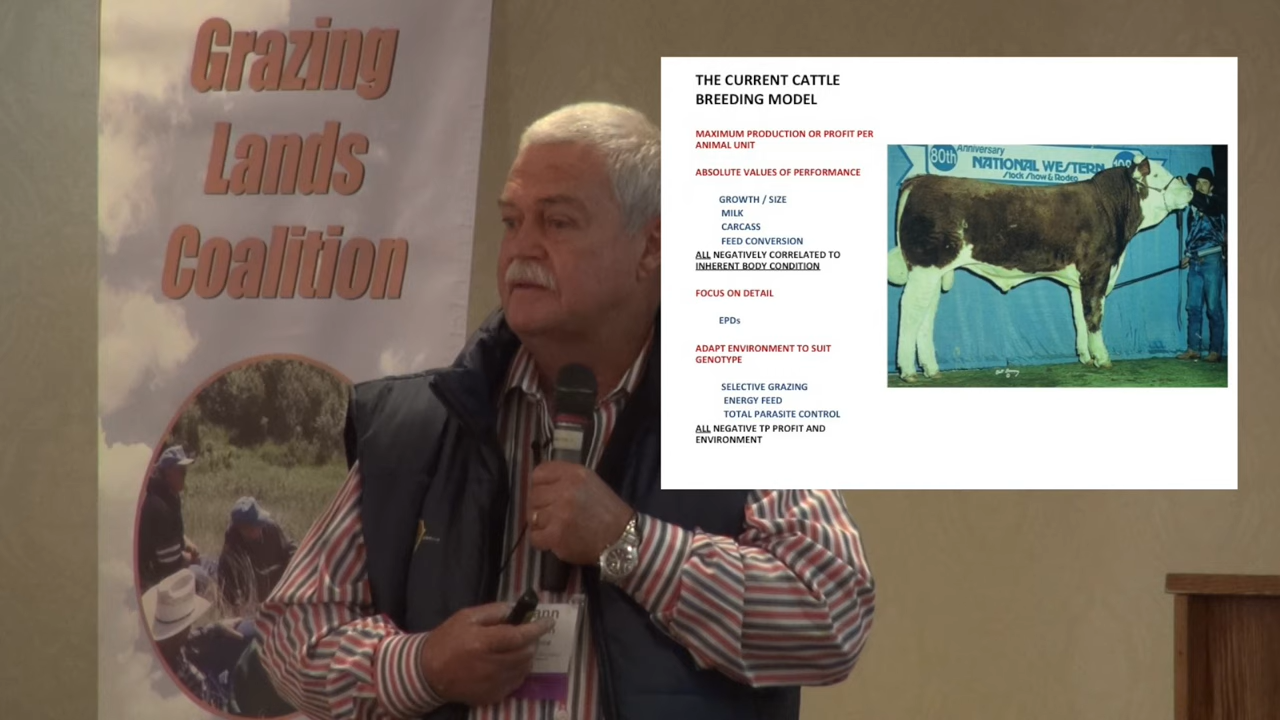 Grazing
Lands
Coalition
THE CURRENT CATTLE
BREEDING MODEL
MAXIMUM PRODUCTION OR PROFIT PER
ANIMAL UNIT
ABSOLUTE VALUES OF PERFORMANCE
GROWTH / SIZE
MILK
CARCASS
FEED CONVERSION
ALL NEGATIVELY CORRELATED TO
INHERENT BODY CONDITION
FOCUS ON DETAIL
EPDs
ADAPT ENVIRONMENT TO SUIT
GENOTYPE
SELECTIVE GRAZING
ENERGY FEED
TOTAL PARASITE CONTROL
ALL NEGATIVE TP PROFIT AND
ENVIRONMENT
80th Anniversary
NATIONAL WESTERN
Stock Show & Rodeo